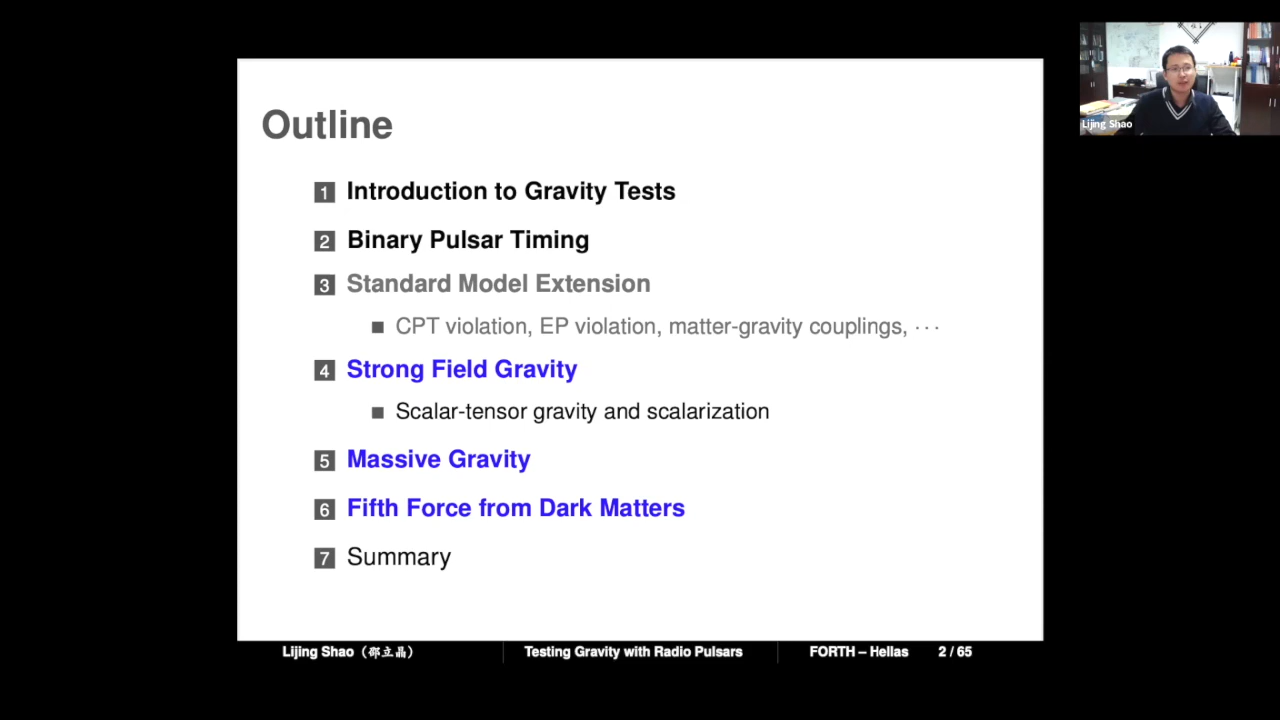 Outline
1 Introduction to Gravity Tests
2 Binary Pulsar Timing
3 Standard Model Extension
■ CPT violation, EP violation, matter-gravity couplings, · · ·
4 Strong Field Gravity
■ Scalar-tensor gravity and scalarization
5 Massive Gravity
6 Fifth Force from Dark Matters
7 Summary
Lijing Shao (邵立晶) Testing Gravity with Radio Pulsars FORTH – Hellas 2 / 65
Lijing Shao